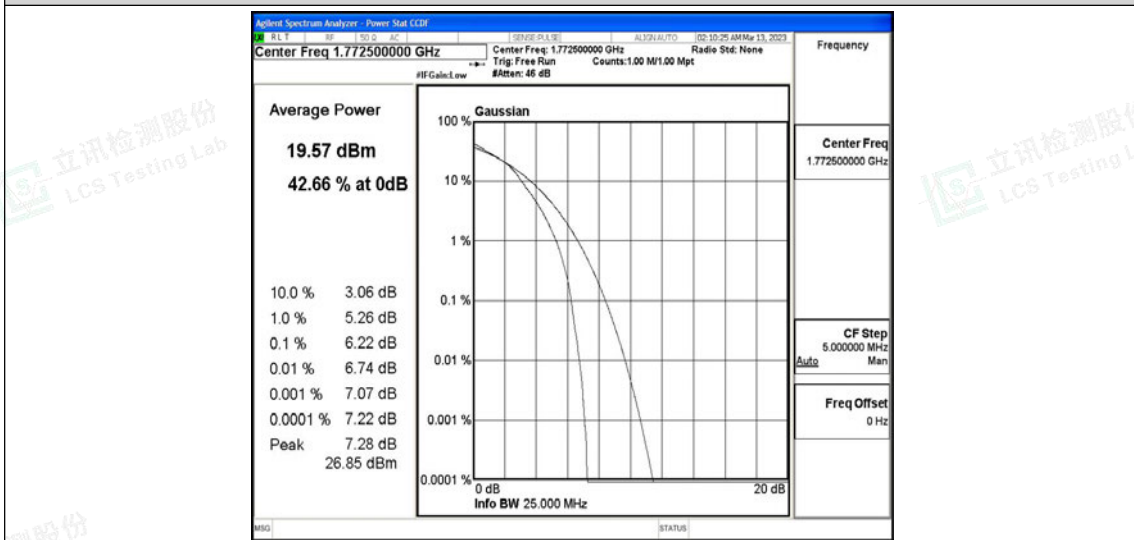 Agilent Spectrum Analyzer - Power Stat CCDF
RLT RF 50 Ω AC SENSE:PULSE ALIGNAUTO 02:10:25 AM Mar 13, 2023
Center Freq 1.772500000 GHz
Center Freq: 1.772500000 GHz Radio Std: None
Trig: Free Run Counts:1.00 M/1.00 Mpt
#IFGain:Low #Atten: 46 dB
Frequency
Average Power
19.57 dBm
42.66 % at 0dB
10.0 % 3.06 dB
1.0 % 5.26 dB
0.1 % 6.22 dB
0.01 % 6.74 dB
0.001 % 7.07 dB
0.0001 % 7.22 dB
Peak 7.28 dB
26.85 dBm
Gaussian
100 %
10 %
1 %
0.1 %
0.01 %
0.001 %
0.0001 %
0 dB 20 dB
Info BW 25.000 MHz
Center Freq
1.772500000 GHz
CF Step
5.000000 MHz
Auto Man
Freq Offset
0 Hz
MSG STATUS
立讯检测股份
LCS Testing Lab
立讯检测股份
LCS Testing L